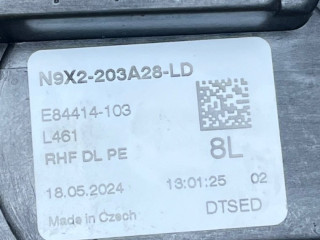 N9X2-203A28-LD
E84414-103
L461
RHF DL PE
8L
18.05.2024 13:01:25 02
Made in Czech DTSED